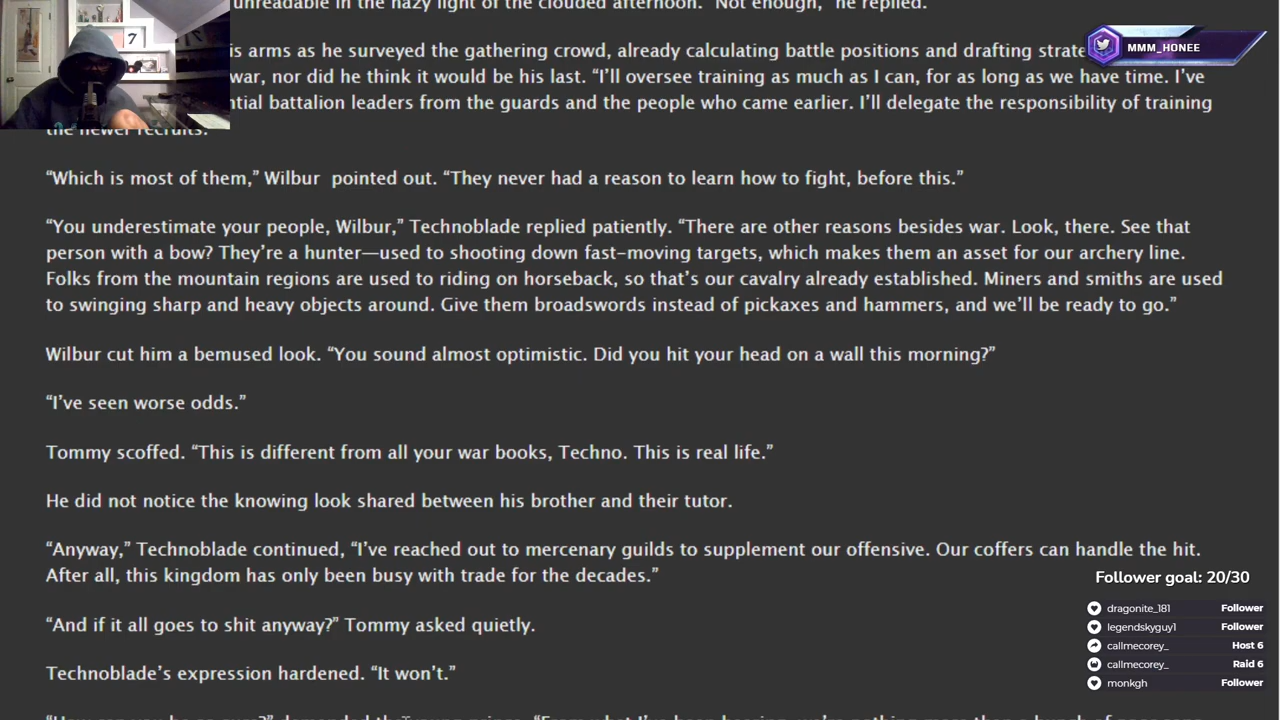 unreadable in the hazy light of the clouded afternoon. “Not enough,” he replied.
is arms as he surveyed the gathering crowd, already calculating battle positions and drafting strate
war, nor did he think it would be his last. “I’ll oversee training as much as I can, for as long as we have time. I’ve
ntial battalion leaders from the guards and the people who came earlier. I’ll delegate the responsibility of training
the newer recruits.”
“Which is most of them,” Wilbur pointed out. “They never had a reason to learn how to fight, before this.”
“You underestimate your people, Wilbur,” Technoblade replied patiently. “There are other reasons besides war. Look, there. See that
person with a bow? They’re a hunter—used to shooting down fast-moving targets, which makes them an asset for our archery line.
Folks from the mountain regions are used to riding on horseback, so that’s our cavalry already established. Miners and smiths are used
to swinging sharp and heavy objects around. Give them broadswords instead of pickaxes and hammers, and we’ll be ready to go.”
Wilbur cut him a bemused look. “You sound almost optimistic. Did you hit your head on a wall this morning?”
“I’ve seen worse odds.”
Tommy scoffed. “This is different from all your war books, Techno. This is real life.”
He did not notice the knowing look shared between his brother and their tutor.
“Anyway,” Technoblade continued, “I’ve reached out to mercenary guilds to supplement our offensive. Our coffers can handle the hit.
After all, this kingdom has only been busy with trade for the decades.”
“And if it all goes to shit anyway?” Tommy asked quietly.
Technoblade’s expression hardened. “It won’t.”
7
MMM_HONEE
Follower goal: 20/30
dragonite_181 Follower
legendskyguy1 Follower
callmecorey_ Host 6
callmecorey_ Raid 6
monkgh Follower